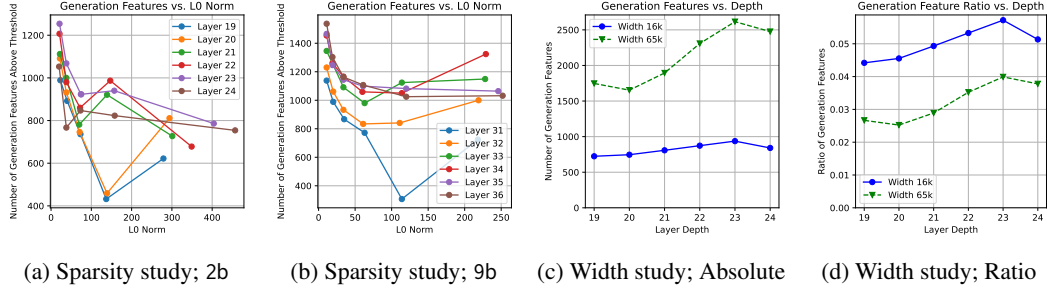 Generation Features vs. L0 Norm
Number of Generation Features Above Threshold
1200
1000
800
600
400
0
100
200
300
400
L0 Norm
Layer 19
Layer 20
Layer 21
Layer 22
Layer 23
Layer 24
(a) Sparsity study; 2b
Generation Features vs. L0 Norm
Number of Generation Features Above Threshold
1400
1200
1000
800
600
400
0
50
100
150
200
250
L0 Norm
Layer 31
Layer 32
Layer 33
Layer 34
Layer 35
Layer 36
(b) Sparsity study; 9b
Generation Features vs. Depth
Number of Generation Features
2500
2000
1500
1000
500
0
19
20
21
22
23
24
Layer Depth
Width 16k
Width 65k
(c) Width study; Absolute
Generation Feature Ratio vs. Depth
Ratio of Generation Features
0.05
0.04
0.03
0.02
0.01
0.00
19
20
21
22
23
24
Layer Depth
Width 16k
Width 65k
(d) Width study; Ratio